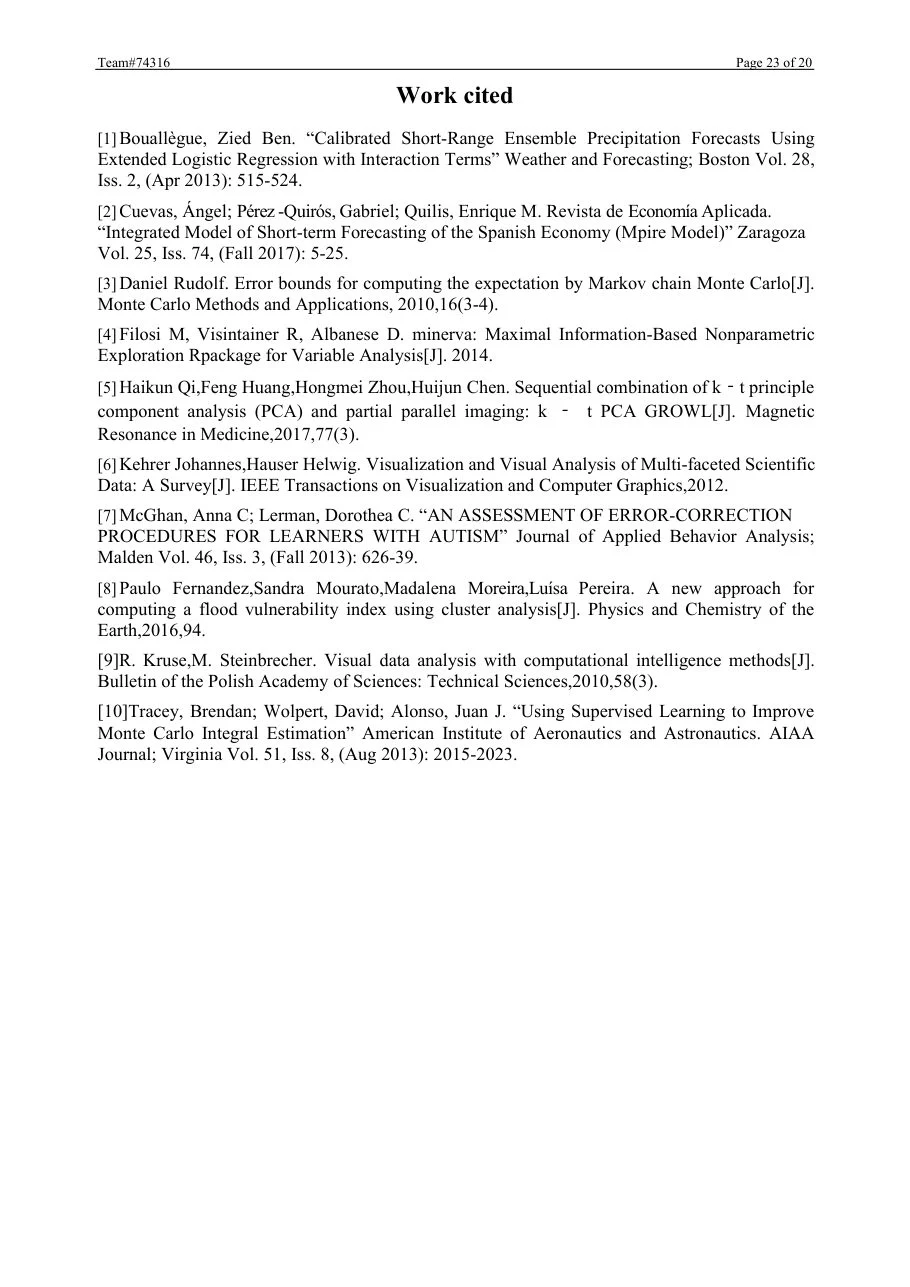 Team#74316 Page 23 of 20
Work cited
[1] Bouallègue, Zied Ben. “Calibrated Short-Range Ensemble Precipitation Forecasts Using
Extended Logistic Regression with Interaction Terms” Weather and Forecasting; Boston Vol. 28,
Iss. 2, (Apr 2013): 515-524.
[2] Cuevas, Ángel; Pérez -Quirós, Gabriel; Quilis, Enrique M. Revista de Economía Aplicada.
“Integrated Model of Short-term Forecasting of the Spanish Economy (Mpire Model)” Zaragoza
Vol. 25, Iss. 74, (Fall 2017): 5-25.
[3] Daniel Rudolf. Error bounds for computing the expectation by Markov chain Monte Carlo[J].
Monte Carlo Methods and Applications, 2010,16(3-4).
[4] Filosi M, Visintainer R, Albanese D. minerva: Maximal Information-Based Nonparametric
Exploration Rpackage for Variable Analysis[J]. 2014.
[5] Haikun Qi,Feng Huang,Hongmei Zhou,Huijun Chen. Sequential combination of k‐t principle
component analysis (PCA) and partial parallel imaging: k ‐ t PCA GROWL[J]. Magnetic
Resonance in Medicine,2017,77(3).
[6] Kehrer Johannes,Hauser Helwig. Visualization and Visual Analysis of Multi-faceted Scientific
Data: A Survey[J]. IEEE Transactions on Visualization and Computer Graphics,2012.
[7] McGhan, Anna C; Lerman, Dorothea C. “AN ASSESSMENT OF ERROR-CORRECTION
PROCEDURES FOR LEARNERS WITH AUTISM” Journal of Applied Behavior Analysis;
Malden Vol. 46, Iss. 3, (Fall 2013): 626-39.
[8] Paulo Fernandez,Sandra Mourato,Madalena Moreira,Luísa Pereira. A new approach for
computing a flood vulnerability index using cluster analysis[J]. Physics and Chemistry of the
Earth,2016,94.
[9]R. Kruse,M. Steinbrecher. Visual data analysis with computational intelligence methods[J].
Bulletin of the Polish Academy of Sciences: Technical Sciences,2010,58(3).
[10]Tracey, Brendan; Wolpert, David; Alonso, Juan J. “Using Supervised Learning to Improve
Monte Carlo Integral Estimation” American Institute of Aeronautics and Astronautics. AIAA
Journal; Virginia Vol. 51, Iss. 8, (Aug 2013): 2015-2023.